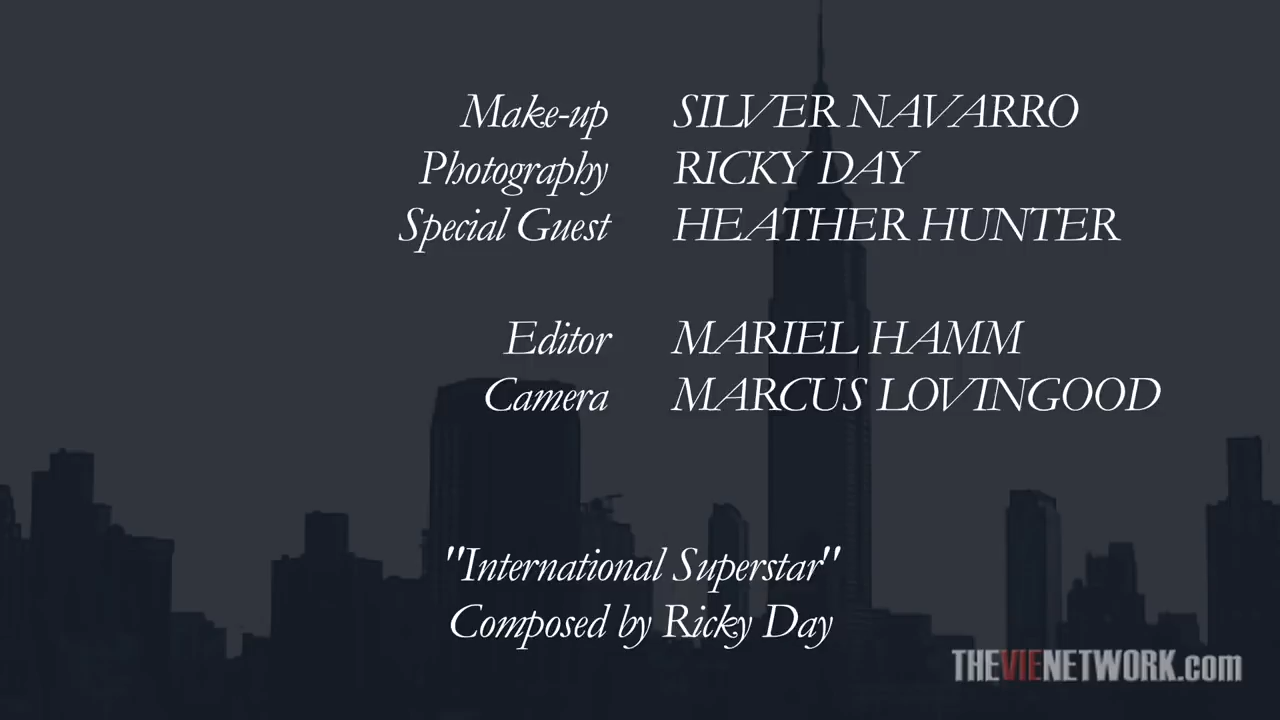 Make-up SILVER NAVARRO
Photography RICKY DAY
Special Guest HEATHER HUNTER
Editor MARIEL HAMM
Camera MARCUS LOVINGOOD
"International Superstar"
Composed by Ricky Day
THEVIENETWORK.com